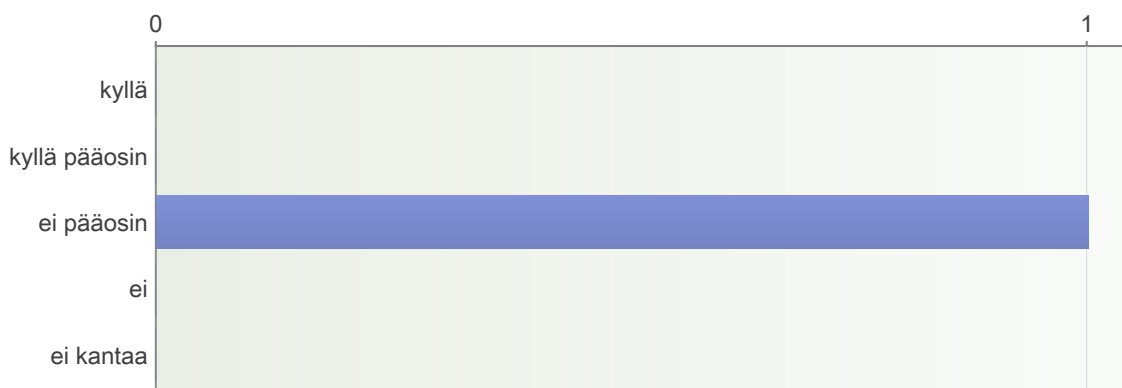 0 1
kyllä
kyllä pääosin
ei pääosin
ei
ei kantaa